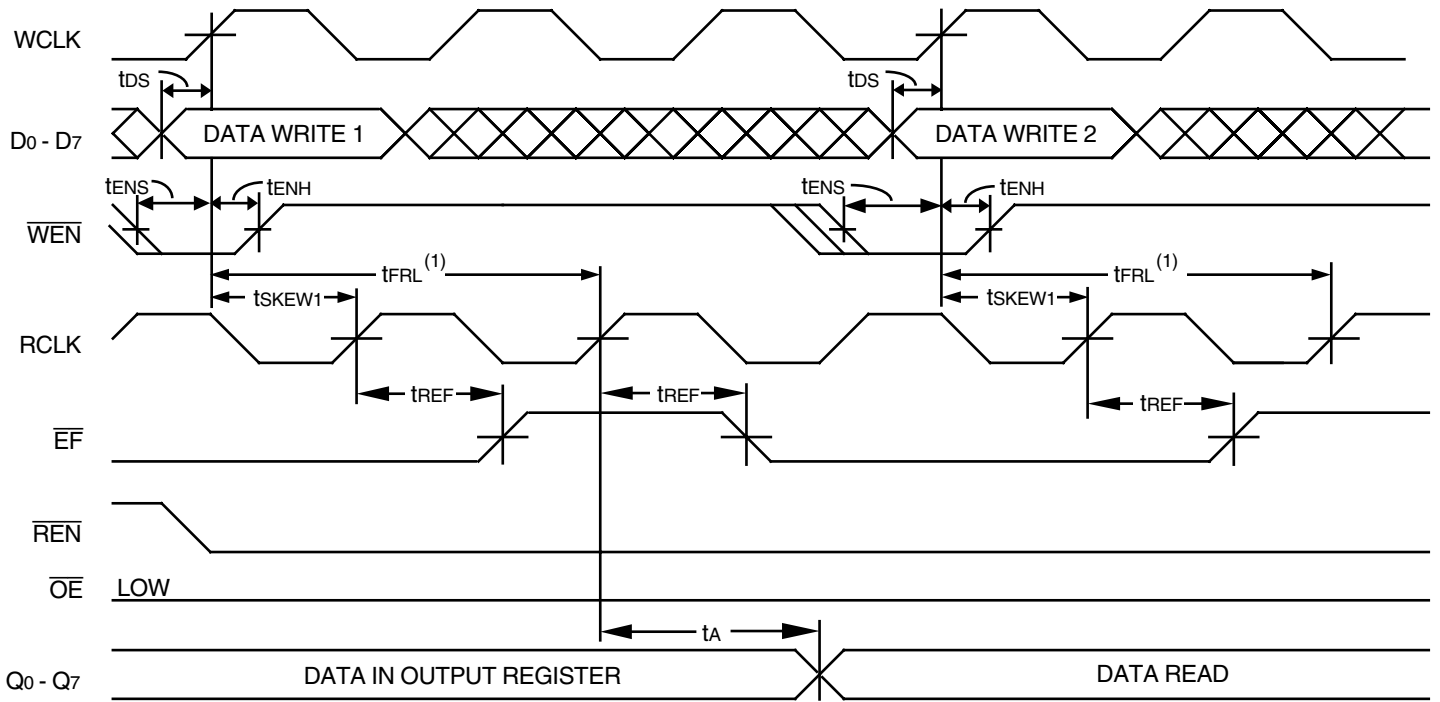 WCLK
tDS tDS
D0 - D7 DATA WRITE 1 DATA WRITE 2
tENS tENH tENS tENH
WEN
tFRL(1) tFRL(1)
tSKEW1 tSKEW1
RCLK
tREF tREF tREF
EF
REN
OE LOW
tA
Q0 - Q7 DATA IN OUTPUT REGISTER DATA READ